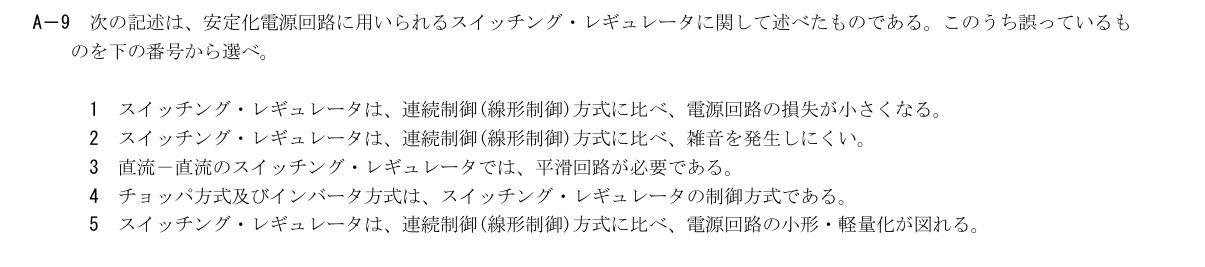 A－9 次の記述は、安定化電源回路に用いられるスイッチング・レギュレータに関して述べたものである。このうち誤っているも
のを下の番号から選べ。
1 スイッチング・レギュレータは、連続制御(線形制御)方式に比べ、電源回路の損失が小さくなる。
2 スイッチング・レギュレータは、連続制御(線形制御)方式に比べ、雑音を発生しにくい。
3 直流－直流のスイッチング・レギュレータでは、平滑回路が必要である。
4 チョッパ方式及びインバータ方式は、スイッチング・レギュレータの制御方式である。
5 スイッチング・レギュレータは、連続制御(線形制御)方式に比べ、電源回路の小形・軽量化が図れる。